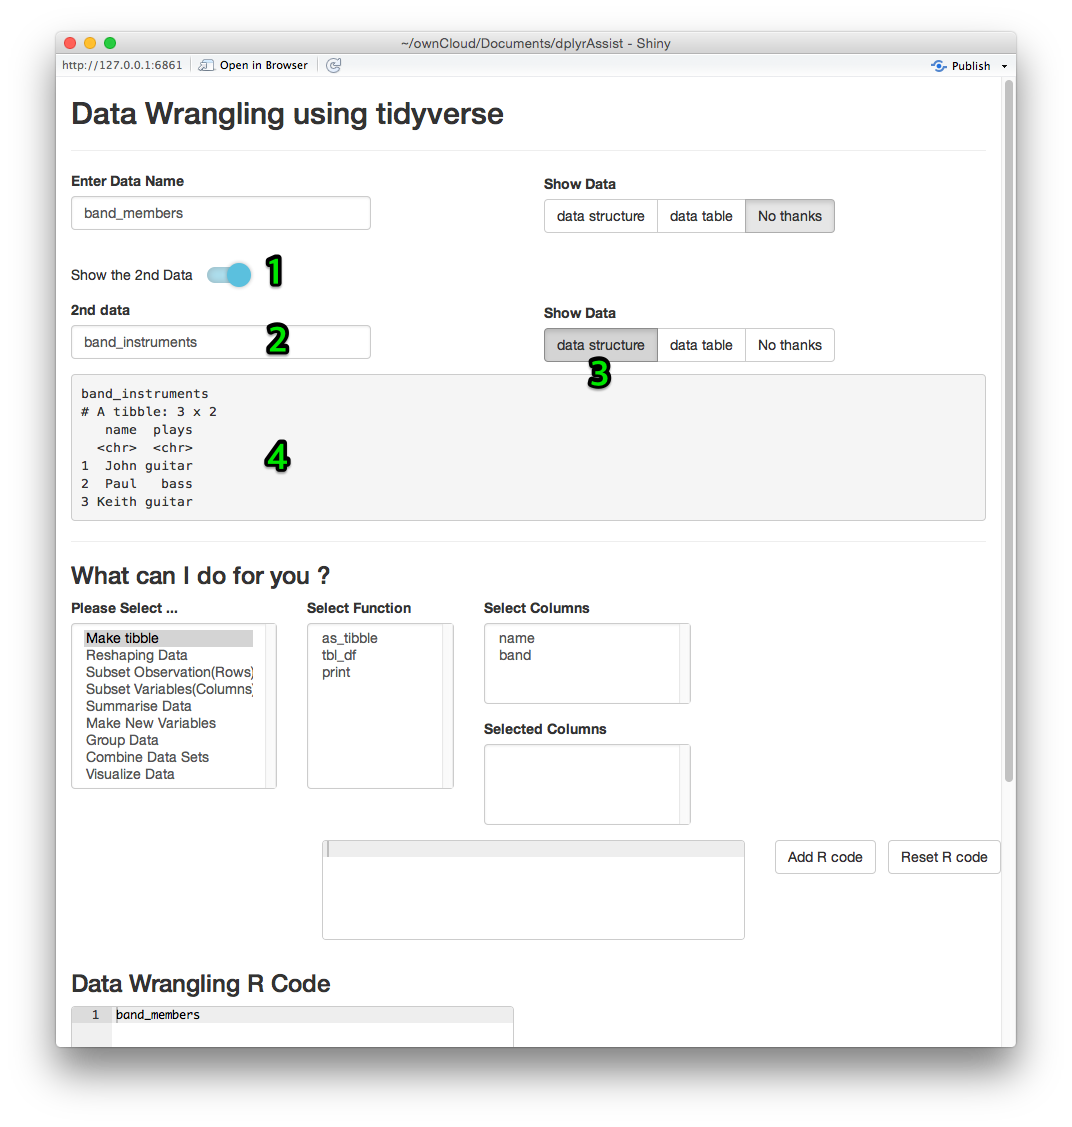 ~/ownCloud/Documents/dplyrAssist - Shiny
http://127.0.0.1:6861 Open in Browser Publish
Data Wrangling using tidyverse
Enter Data Name
Show Data
band_members
data structure data table No thanks
Show the 2nd Data 1
2nd data
Show Data
band_instruments 2
data structure data table No thanks
3
band_instruments
# A tibble: 3 x 2
name plays
<chr> <chr>
1 John guitar
2 Paul bass
3 Keith guitar
4
What can I do for you ?
Please Select ... Select Function Select Columns
Make tibble as_tibble name
Reshaping Data tbl_df band
Subset Observation(Rows) print
Subset Variables(Columns)
Summarise Data
Make New Variables
Group Data
Combine Data Sets
Visualize Data
Selected Columns
Add R code Reset R code
Data Wrangling R Code
1 band_members